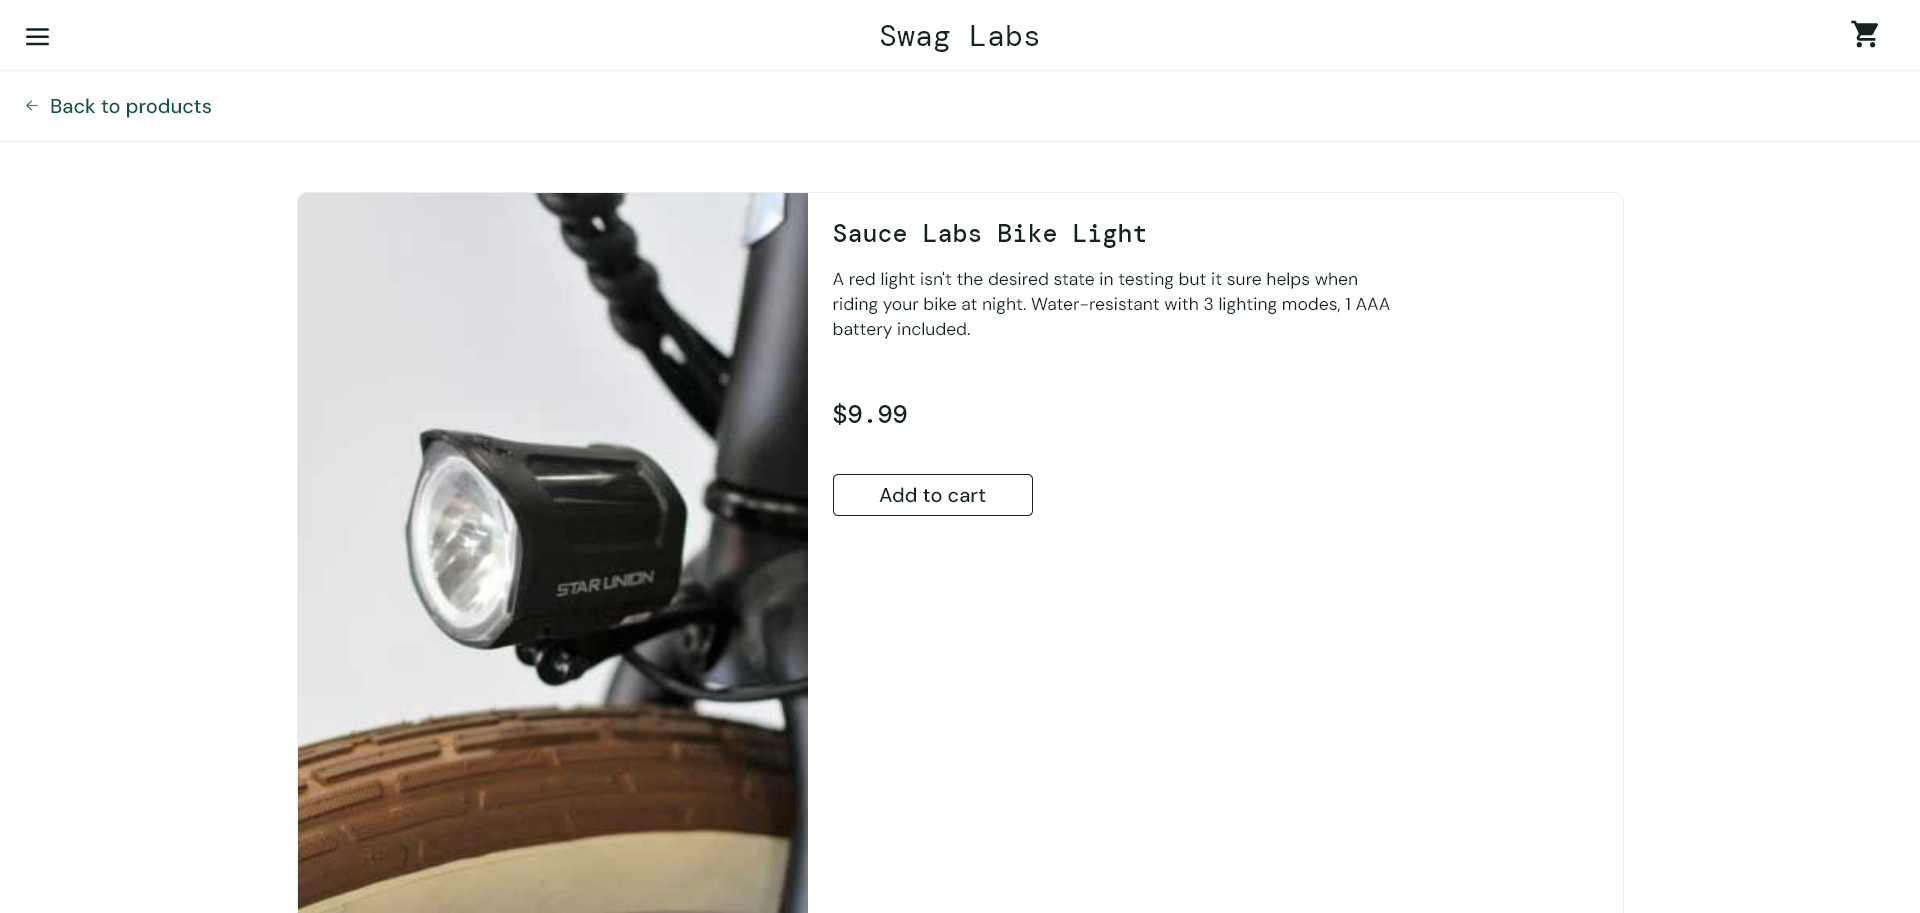 Swag Labs
Back to products
Sauce Labs Bike Light
A red light isn't the desired state in testing but it sure helps when
riding your bike at night. Water-resistant with 3 lighting modes, 1 AAA
battery included.
$9.99
Add to cart
STAR UNION